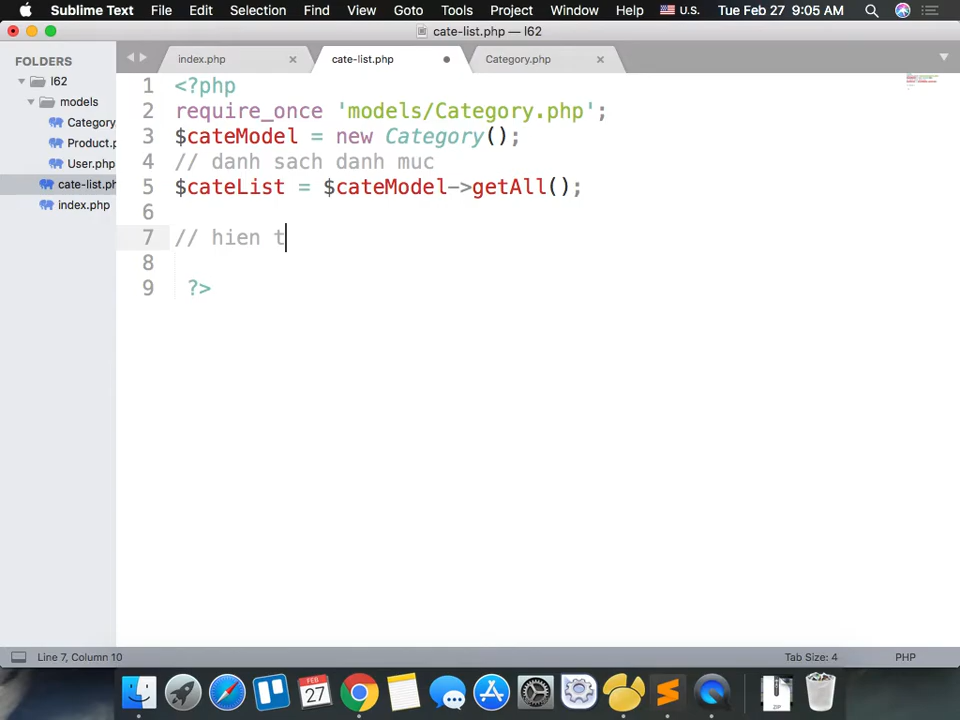 Sublime Text File Edit Selection Find View Goto Tools Project Window Help U.S. Tue Feb 27 9:05 AM
cate-list.php — l62
FOLDERS
l62
models
Category
Product.p
User.php
cate-list.ph
index.php
index.php × cate-list.php Category.php ×
1 <?php
2 require_once 'models/Category.php';
3 $cateModel = new Category();
4 // danh sach danh muc
5 $cateList = $cateModel->getAll();
6
7 // hien t
8
9 ?>
Line 7, Column 10 Tab Size: 4 PHP
FEB
27
ZIP